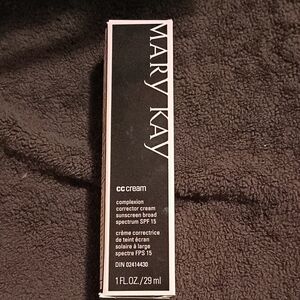 MARY KAY
cc cream
complexion
corrector cream
sunscreen broad
spectrum SPF 15
crème correctrice
de teint écran
solaire à large
spectre FPS 15
DIN 02414430
1 FL.OZ./29 ml